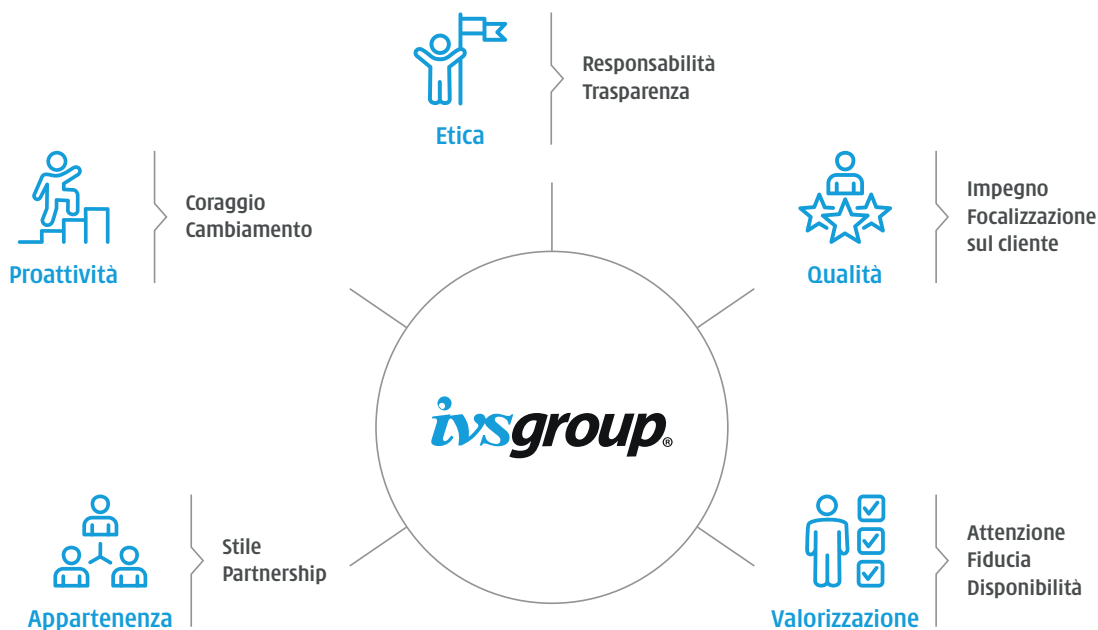 Etica
Responsabilità
Trasparenza
Proattività
Coraggio
Cambiamento
Qualità
Impegno
Focalizzazione
sul cliente
ivsgroup®
Appartenenza
Stile
Partnership
Valorizzazione
Attenzione
Fiducia
Disponibilità